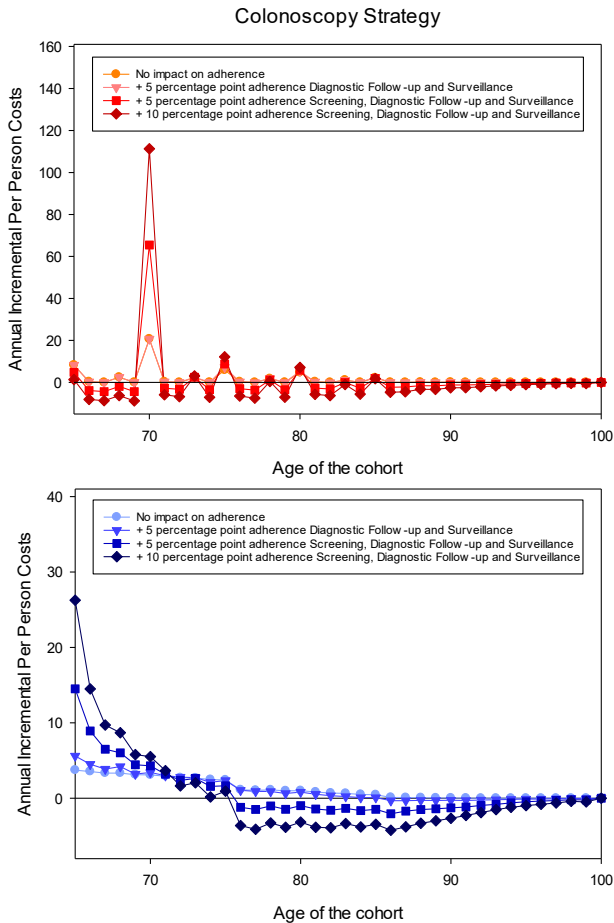 Colonoscopy Strategy
160
140
120
100
80
60
40
20
0
Annual Incremental Per Person Costs
No impact on adherence
+ 5 percentage point adherence Diagnostic Follow -up and Surveillance
+ 5 percentage point adherence Screening, Diagnostic Follow -up and Surveillance
+ 10 percentage point adherence Screening, Diagnostic Follow -up and Surveillance
70 80 90 100
Age of the cohort
40
30
20
10
0
Annual Incremental Per Person Costs
No impact on adherence
+ 5 percentage point adherence Diagnostic Follow -up and Surveillance
+ 5 percentage point adherence Screening, Diagnostic Follow -up and Surveillance
+ 10 percentage point adherence Screening, Diagnostic Follow -up and Surveillance
70 80 90 100
Age of the cohort